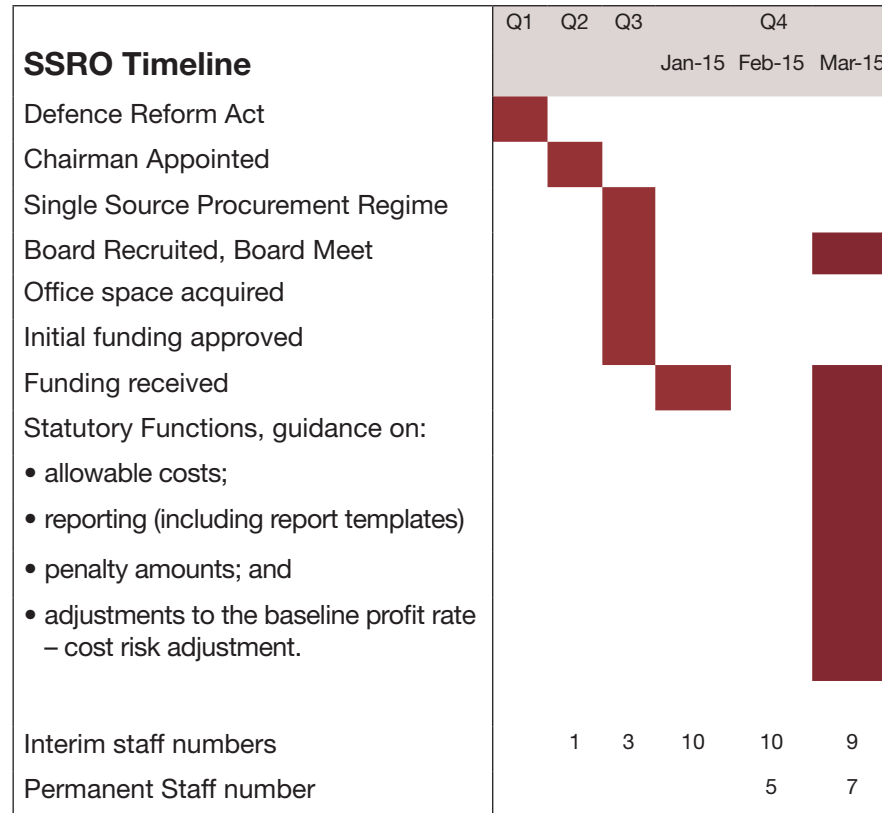 Q1 Q2 Q3 Q4
SSRO Timeline Jan-15 Feb-15 Mar-15
Defence Reform Act
Chairman Appointed
Single Source Procurement Regime
Board Recruited, Board Meet
Office space acquired
Initial funding approved
Funding received
Statutory Functions, guidance on:
• allowable costs;
• reporting (including report templates)
• penalty amounts; and
• adjustments to the baseline profit rate
– cost risk adjustment.
Interim staff numbers 1 3 10 10 9
Permanent Staff number 5 7